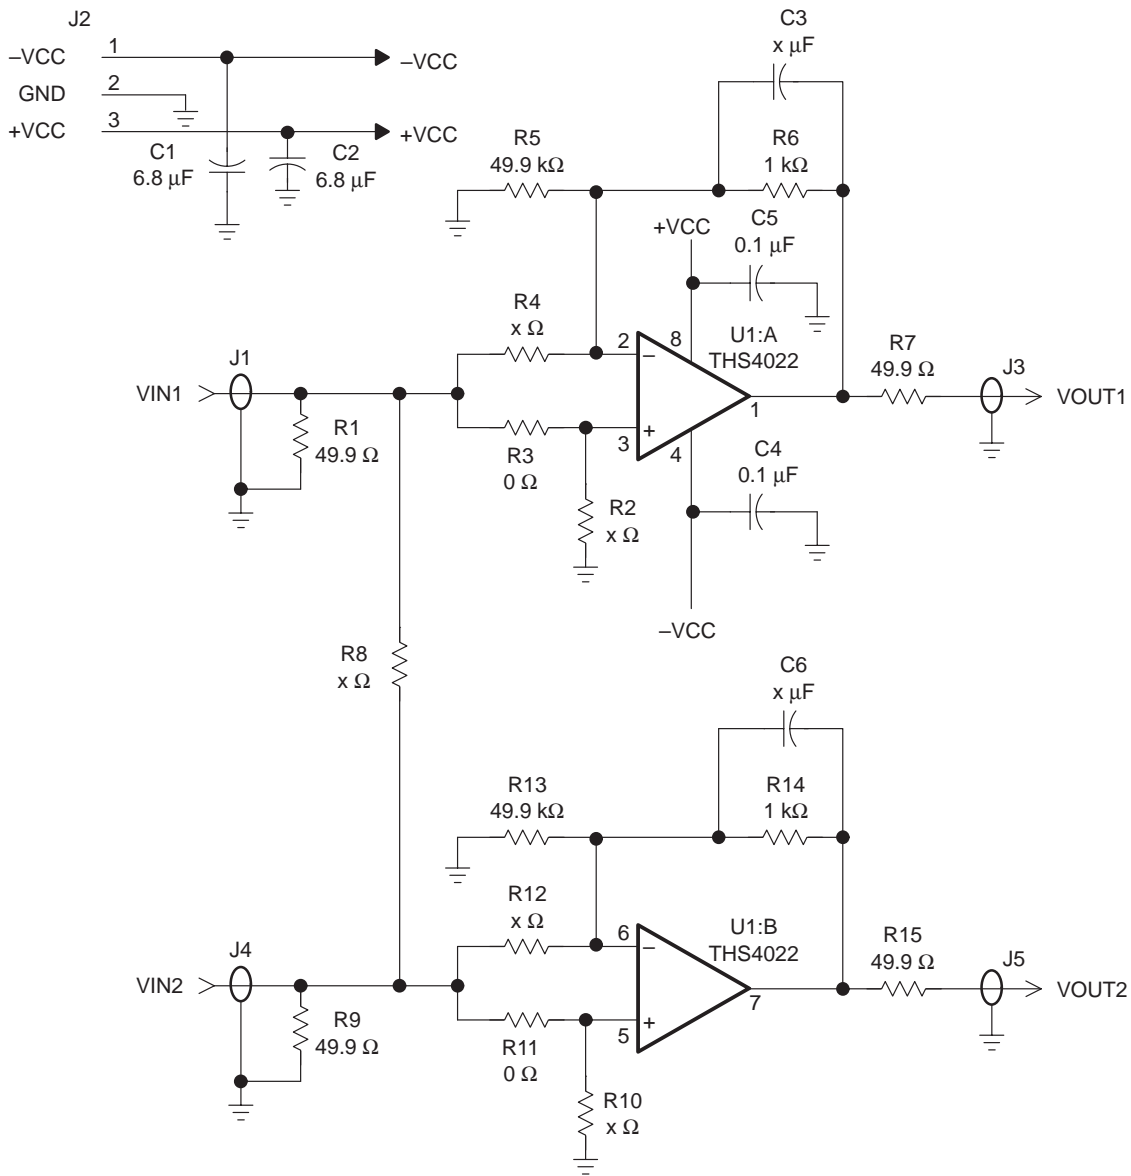 J2
–VCC 1 –VCC
GND 2
+VCC 3 +VCC
C1
6.8 µF
C2
6.8 µF
C3
x µF
R5
49.9 kΩ
R6
1 kΩ
+VCC
C5
0.1 µF
R4
x Ω
2
–
8
U1:A
THS4022
R7
49.9 Ω
J1
VIN1
R1
49.9 Ω
R3
0 Ω
3
+
4
1
J3
VOUT1
C4
0.1 µF
R2
x Ω
–VCC
R8
x Ω
C6
x µF
R13
49.9 kΩ
R14
1 kΩ
R12
x Ω
6
–
U1:B
THS4022
R15
49.9 Ω
J4
VIN2
R9
49.9 Ω
R11
0 Ω
5
+
7
J5
VOUT2
R10
x Ω